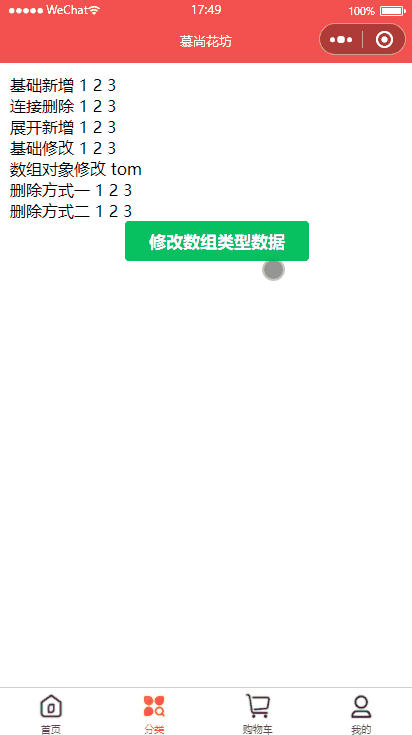 WeChat
17:49
100%
慕尚花坊
基础新增 1 2 3
连接删除 1 2 3
展开新增 1 2 3
基础修改 1 2 3
数组对象修改 tom
删除方式一 1 2 3
删除方式二 1 2 3
修改数组类型数据
首页
分类
购物车
我的